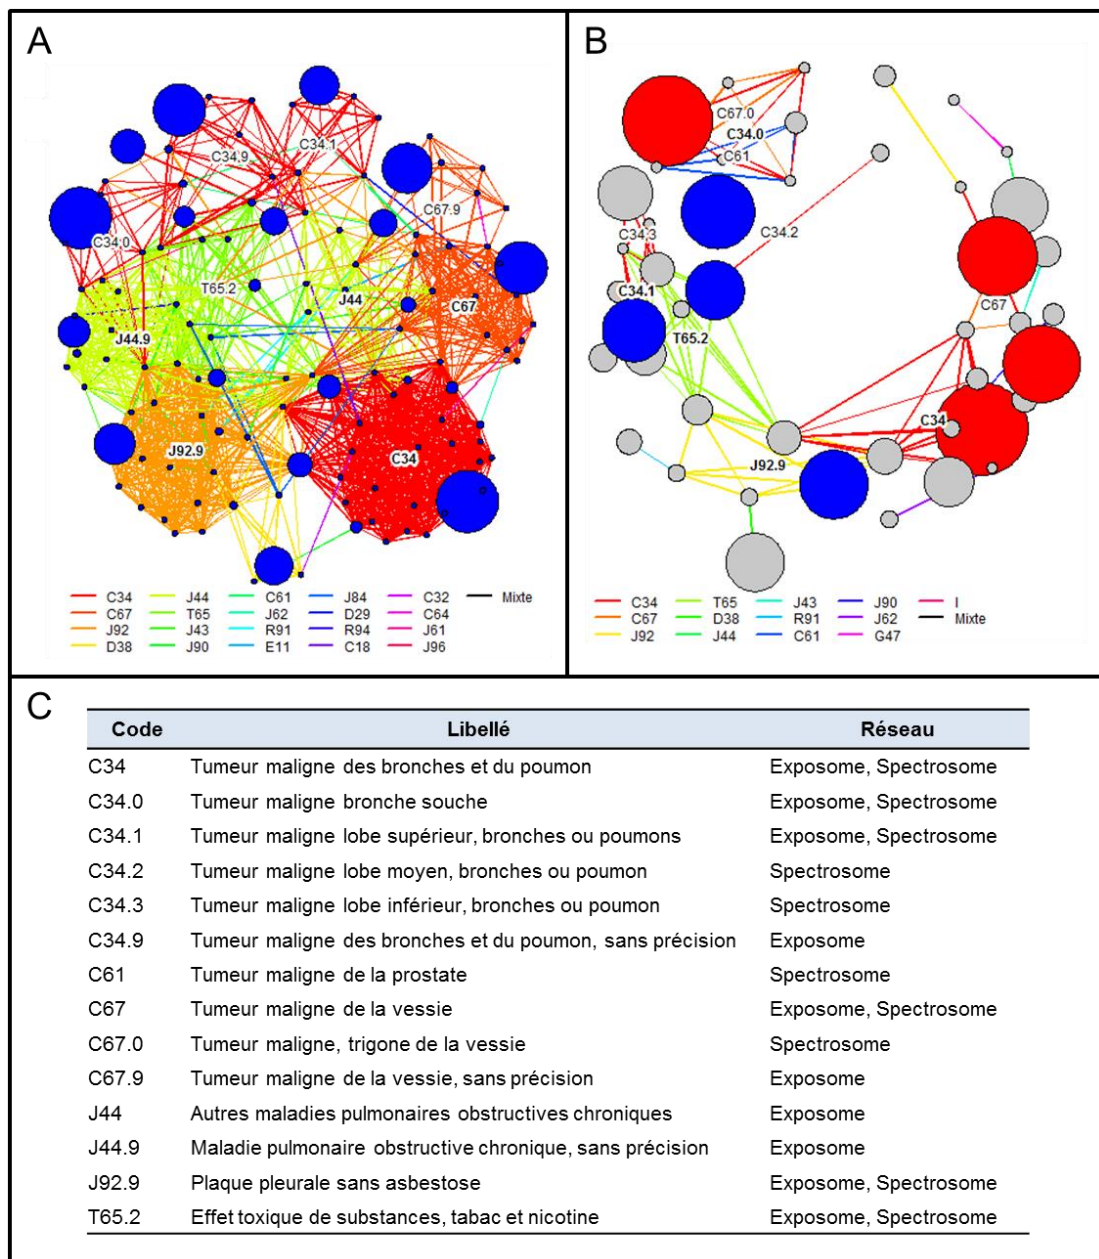 A
C34.9
C34.1
C67.9
C34.0
T65.2
J44
C67
J44.9
J92.9
C34
C34 J44 C61 J84 C32 Mixte
C67 T65 J62 D29 C64
J92 J43 R91 R94 J61
D38 J90 E11 C18 J96
B
C67.0
C34.0
C61
C34.3
C34.2
C34.1
C67
T65.2
C34
J92.9
C34 T65 J43 J90 I
C67 D38 R91 J62 Mixte
J92 J44 C61 G47
C
Code Libellé Réseau
C34 Tumeur maligne des bronches et du poumon Exposome, Spectrosome
C34.0 Tumeur maligne bronche souche Exposome, Spectrosome
C34.1 Tumeur maligne lobe supérieur, bronches ou poumons Exposome, Spectrosome
C34.2 Tumeur maligne lobe moyen, bronches ou poumon Spectrosome
C34.3 Tumeur maligne lobe inférieur, bronches ou poumon Spectrosome
C34.9 Tumeur maligne des bronches et du poumon, sans précision Exposome
C61 Tumeur maligne de la prostate Spectrosome
C67 Tumeur maligne de la vessie Exposome, Spectrosome
C67.0 Tumeur maligne, trigone de la vessie Spectrosome
C67.9 Tumeur maligne de la vessie, sans précision Exposome
J44 Autres maladies pulmonaires obstructives chroniques Exposome
J44.9 Maladie pulmonaire obstructive chronique, sans précision Exposome
J92.9 Plaque pleurale sans asbestose Exposome, Spectrosome
T65.2 Effet toxique de substances, tabac et nicotine Exposome, Spectrosome